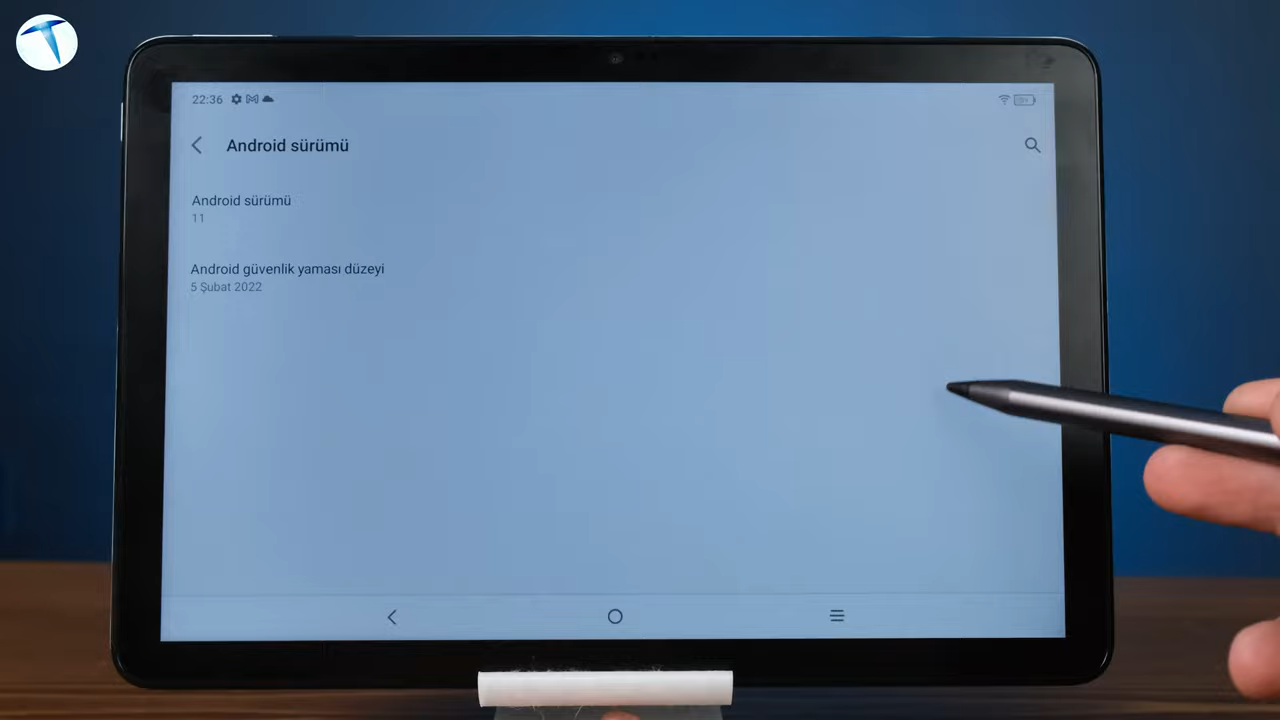 22:36
Android sürümü
Android sürümü
11
Android güvenlik yaması düzeyi
5 Şubat 2022